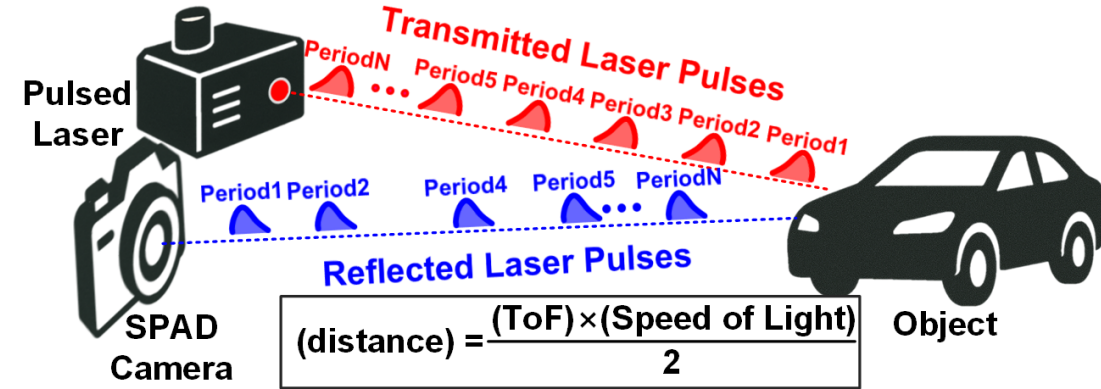 Transmitted Laser Pulses
PeriodN ••• Period5 Period4 Period3 Period2 Period1
Pulsed
Laser
Period1 Period2 Period4 Period5 ••• PeriodN
Reflected Laser Pulses
SPAD
Camera
(distance) = (ToF)×(Speed of Light)
2
Object